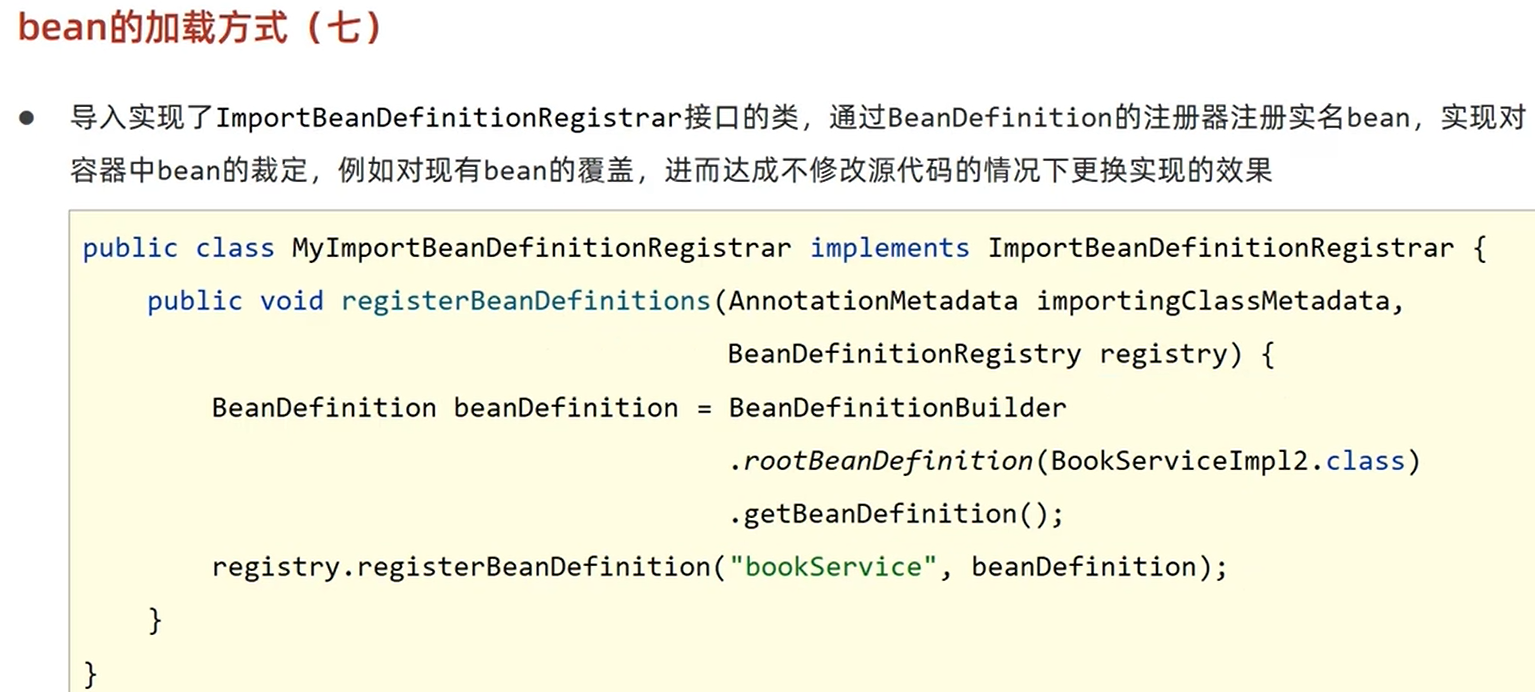 bean的加载方式（七）
● 导入实现了ImportBeanDefinitionRegistrar接口的类，通过BeanDefinition的注册器注册实名bean，实现对
容器中bean的裁定，例如对现有bean的覆盖，进而达成不修改源代码的情况下更换实现的效果
public class MyImportBeanDefinitionRegistrar implements ImportBeanDefinitionRegistrar {
public void registerBeanDefinitions(AnnotationMetadata importingClassMetadata,
BeanDefinitionRegistry registry) {
BeanDefinition beanDefinition = BeanDefinitionBuilder
.rootBeanDefinition(BookServiceImpl2.class)
.getBeanDefinition();
registry.registerBeanDefinition("bookService", beanDefinition);
}
}